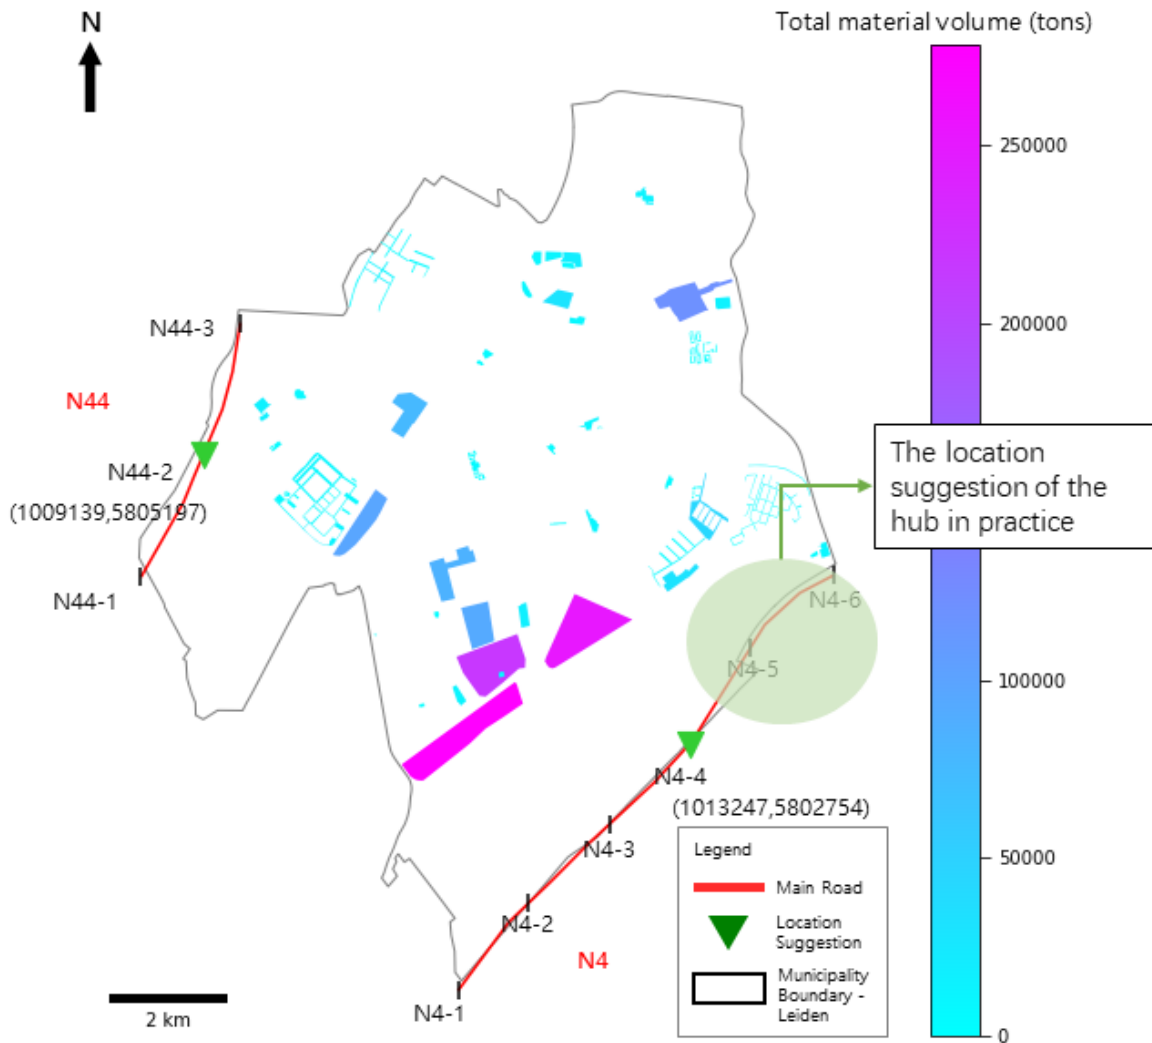 Total material volume (tons)
N
250000
200000
N44-3
N44
The location
suggestion of the
hub in practice
N44-2
(1009139,5805197)
N44-1
N4-6
N4-5
100000
N4-4
(1013247,5802754)
N4-3
50000
N4-2
N4
N4-1
Legend
Main Road
Location
Suggestion
Municipality
Boundary -
Leiden
2 km
0